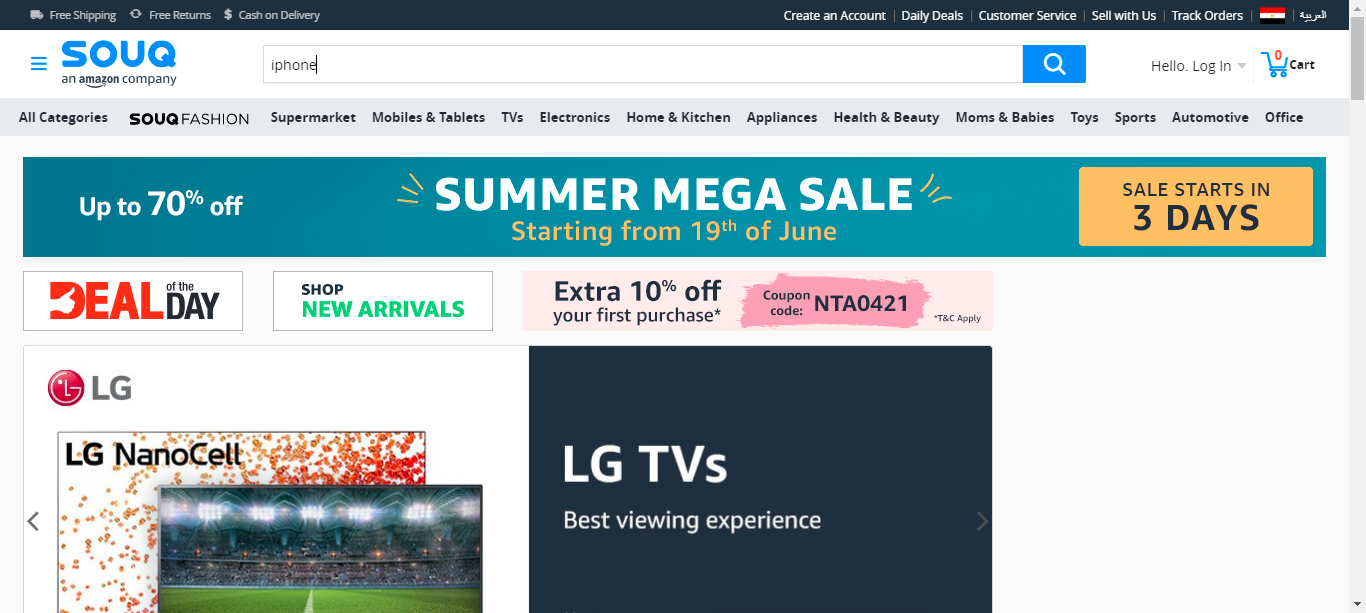 Free Shipping Free Returns $ Cash on Delivery Create an Account Daily Deals Customer Service Sell with Us Track Orders العربية
SOUQ
an amazon company
iphone
Hello. Log In
0
Cart
All Categories SOUQ FASHION Supermarket Mobiles & Tablets TVs Electronics Home & Kitchen Appliances Health & Beauty Moms & Babies Toys Sports Automotive Office
Up to 70% off
SUMMER MEGA SALE
Starting from 19th of June
SALE STARTS IN
3 DAYS
DEAL of the DAY
SHOP
NEW ARRIVALS
Extra 10% off
your first purchase*
Coupon code: NTA0421
*T&C Apply
LG
LG NanoCell
LG TVs
Best viewing experience